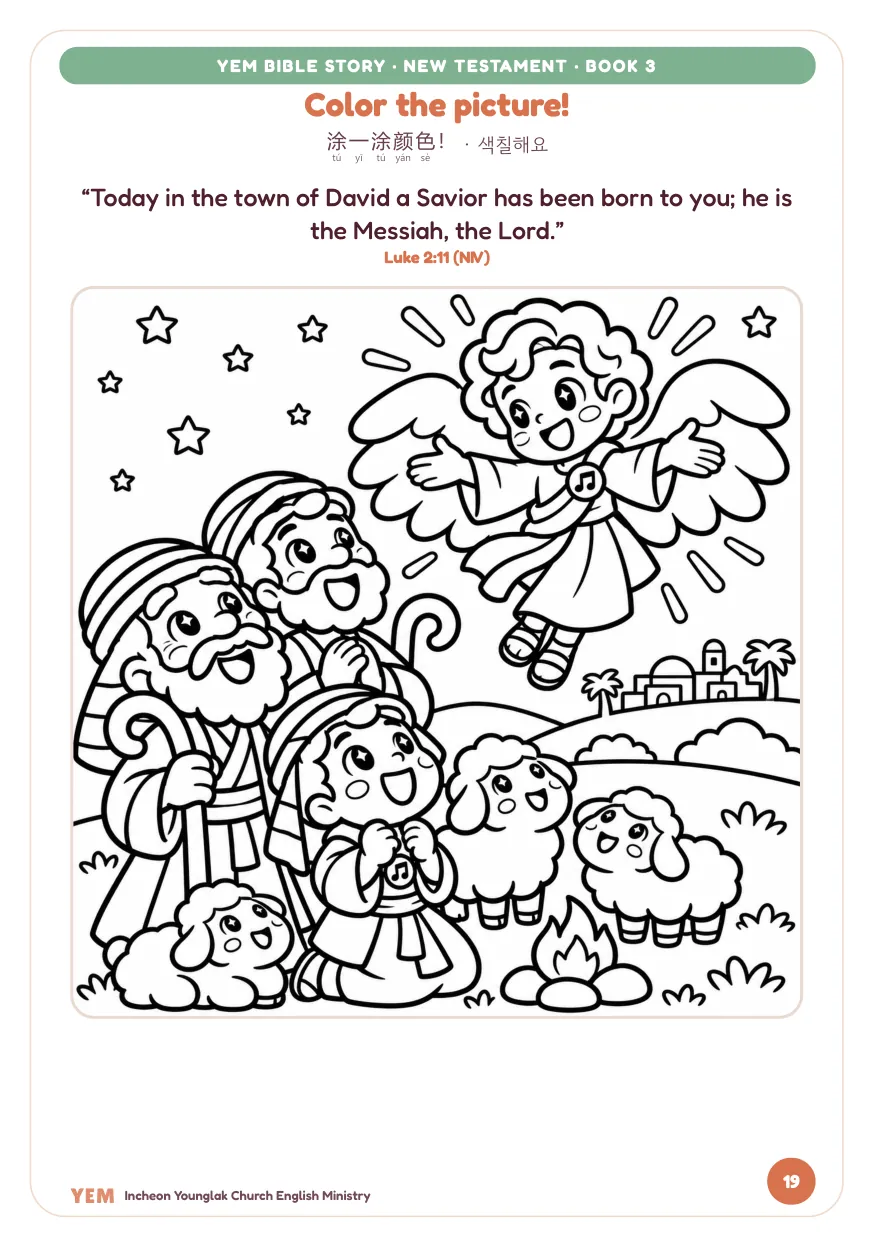 YEM BIBLE STORY · NEW TESTAMENT · BOOK 3
Color the picture!
涂一涂颜色! · 색칠해요
tú yī tú yán sè
“Today in the town of David a Savior has been born to you; he is
the Messiah, the Lord.”
Luke 2:11 (NIV)
YEM Incheon Younglak Church English Ministry
19